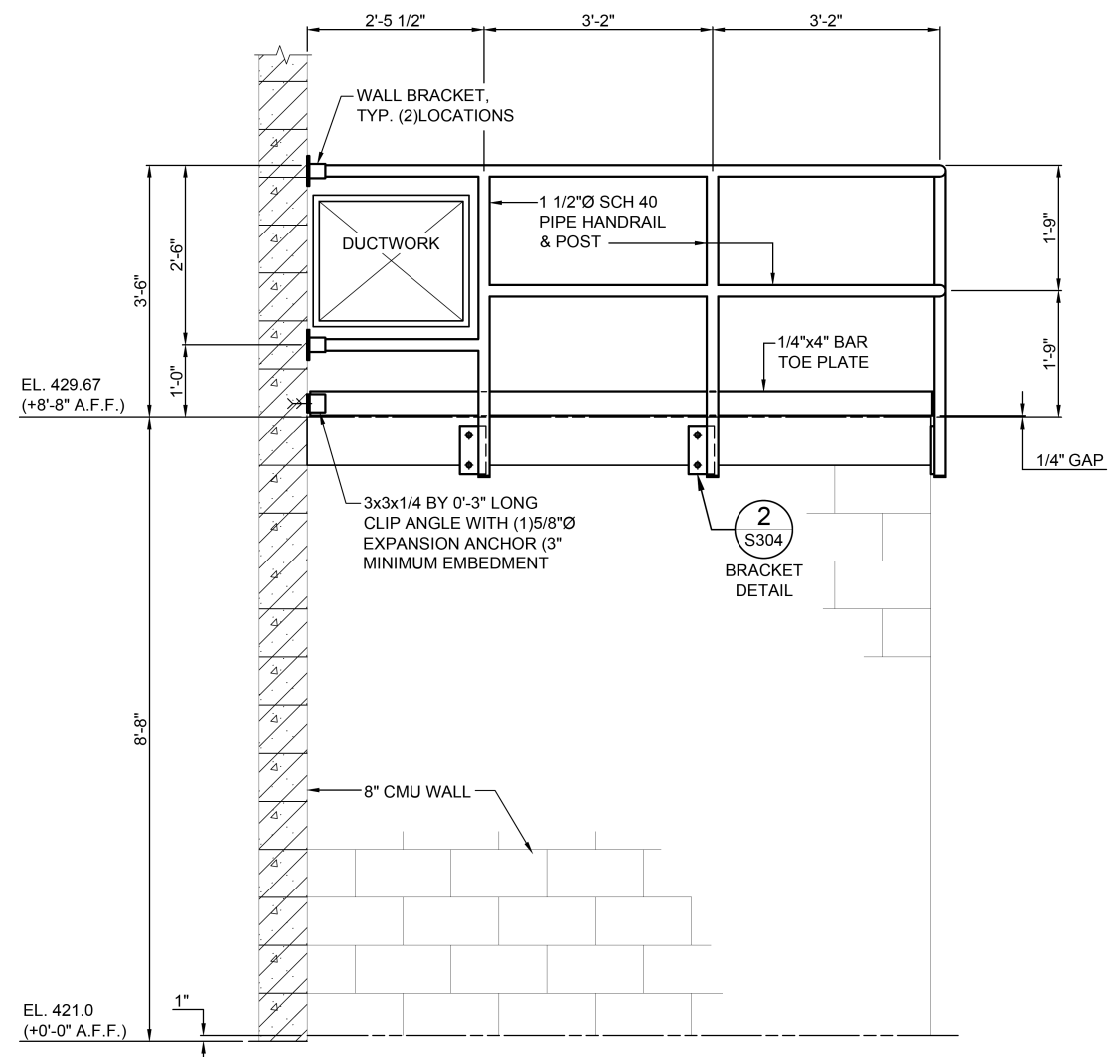 2'-5 1/2"
3'-2"
3'-2"
WALL BRACKET,
TYP. (2)LOCATIONS
1 1/2"Ø SCH 40
PIPE HANDRAIL
& POST
DUCTWORK
2'-6"
3'-6"
1'-0"
1'-9"
1'-9"
1/4"x4" BAR
TOE PLATE
EL. 429.67
(+8'-8" A.F.F.)
1/4" GAP
3x3x1/4 BY 0'-3" LONG
CLIP ANGLE WITH (1)5/8"Ø
EXPANSION ANCHOR (3"
MINIMUM EMBEDMENT
2
S304
BRACKET
DETAIL
8'-8"
8" CMU WALL
EL. 421.0
(+0'-0" A.F.F.)
1"